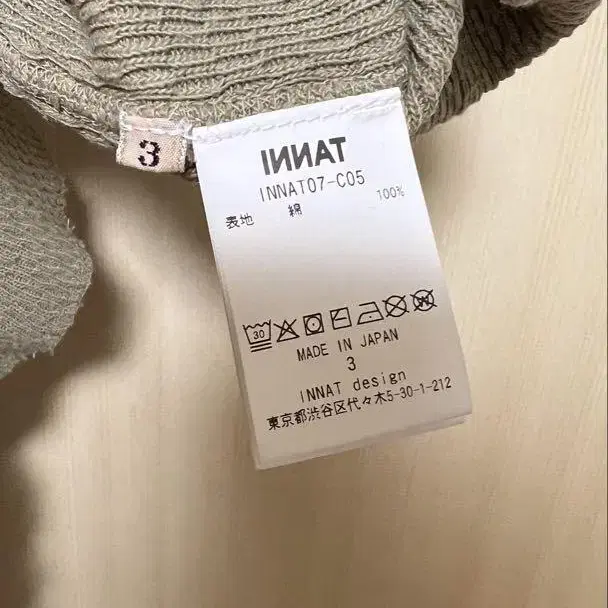 3
INNAT
INNAT07-C05
表地 綿 100%
30
MADE IN JAPAN
3
INNAT design
東京都渋谷区代々木5-30-1-212